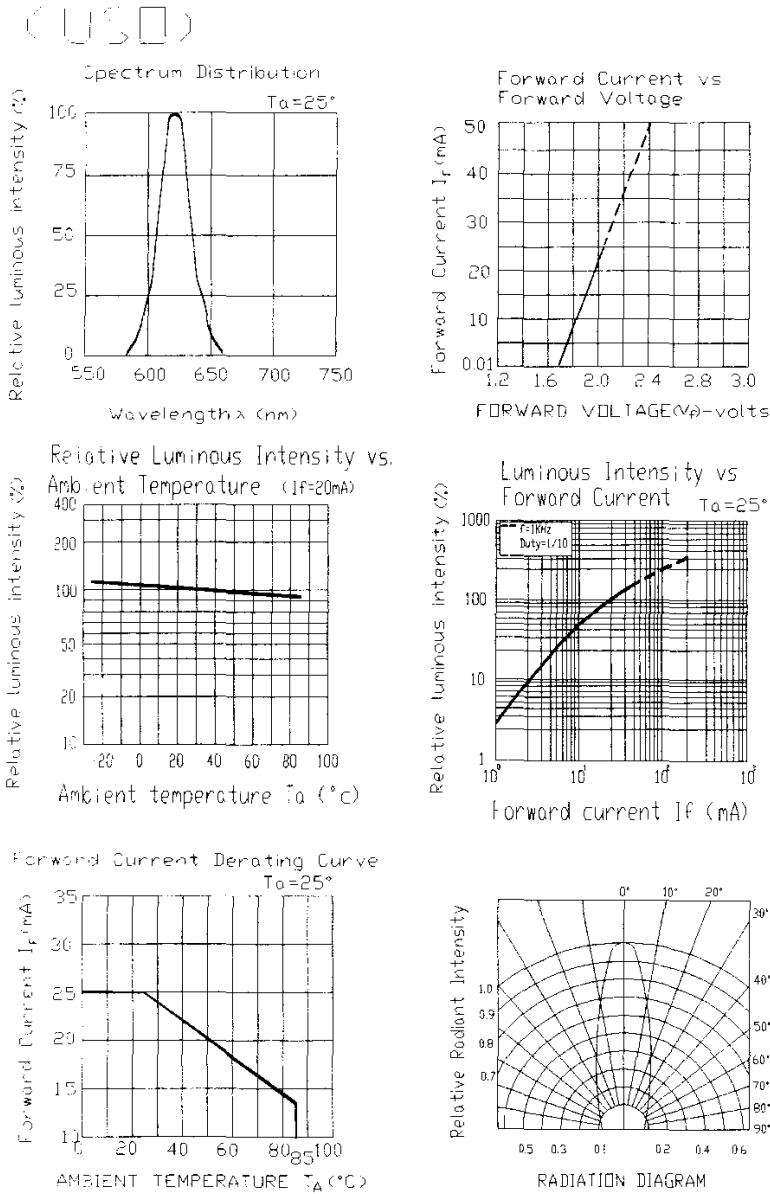 (USO)
Spectrum Distribution
Ta=25°
Relative luminous intensity (%)
100
75
50
25
0
550 600 650 700 750
Wavelength λ (nm)
Forward Current vs
Forward Voltage
Forward Current IF (mA)
50
40
30
20
10
0.01
1.2 1.6 2.0 2.4 2.8 3.0
FORWARD VOLTAGE(VF)-volts
Relative Luminous Intensity vs.
Ambient Temperature (If=20mA)
Relative luminous intensity (%)
400
200
100
50
20
10
-20 0 20 40 60 80 100
Ambient temperature Ta (°c)
Luminous Intensity vs
Forward Current Ta=25°
f=1KHz
Duty=1/10
Relative luminous intensity (%)
1000
100
10
1
10⁰ 10¹ 10² 10³
Forward current If (mA)
Forward Current Derating Curve
Ta=25°
Forward Current IF (mA)
35
30
25
20
15
10
0 20 40 60 80 85 100
AMBIENT TEMPERATURE TA (°C)
Relative Radiant Intensity
0° 10° 20° 30°
40°
50°
60°
70°
80°
90°
1.0
0.9
0.8
0.7
0.5 0.3 0.1 0.2 0.4 0.6
RADIATION DIAGRAM